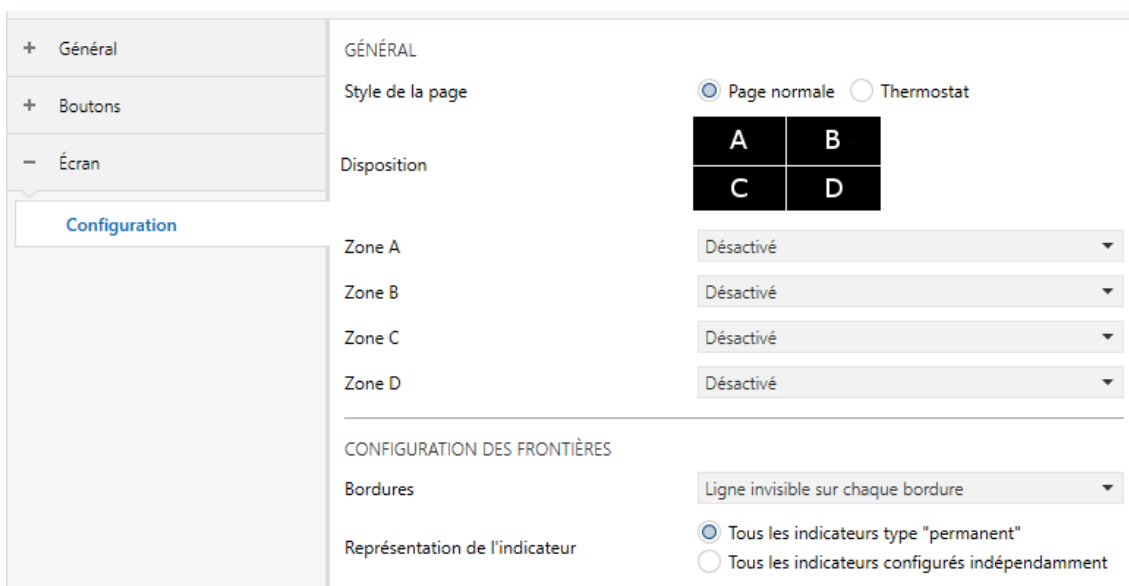 + Général
+ Boutons
− Écran
Configuration
GÉNÉRAL
Style de la page Page normale Thermostat
Disposition
A B
C D
Zone A Désactivé
Zone B Désactivé
Zone C Désactivé
Zone D Désactivé
CONFIGURATION DES FRONTIÈRES
Bordures Ligne invisible sur chaque bordure
Représentation de l'indicateur
Tous les indicateurs type "permanent"
Tous les indicateurs configurés indépendamment